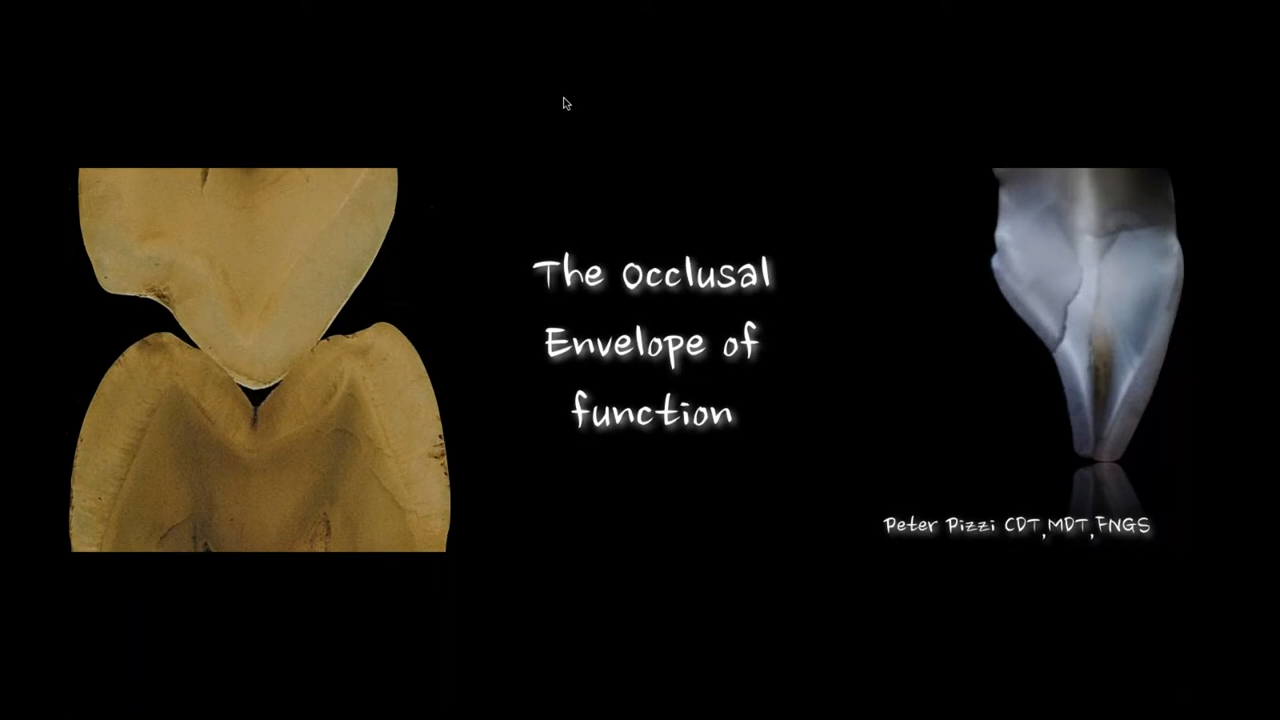 The Occlusal
Envelope of
function
Peter Pizzi CDT,MDT,FNGS